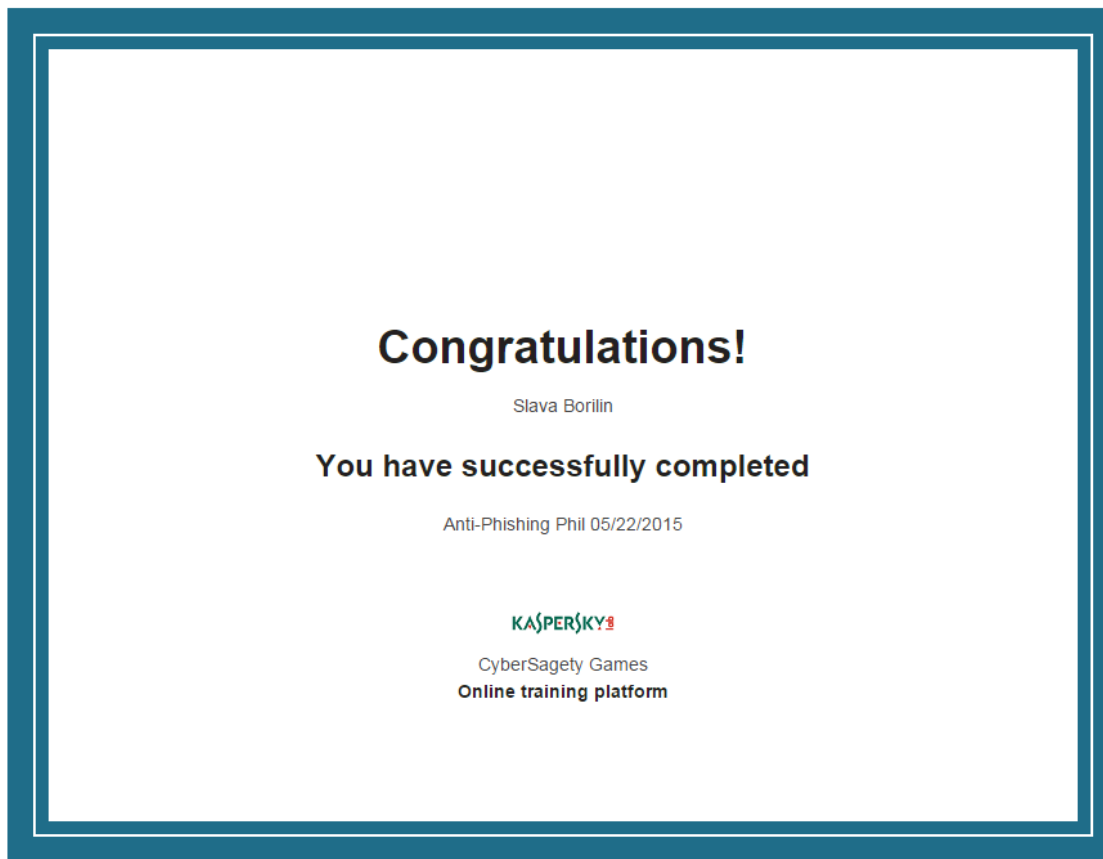 Congratulations!
Slava Borilin
You have successfully completed
Anti-Phishing Phil 05/22/2015
KASPERSKY lab
CyberSagety Games
Online training platform